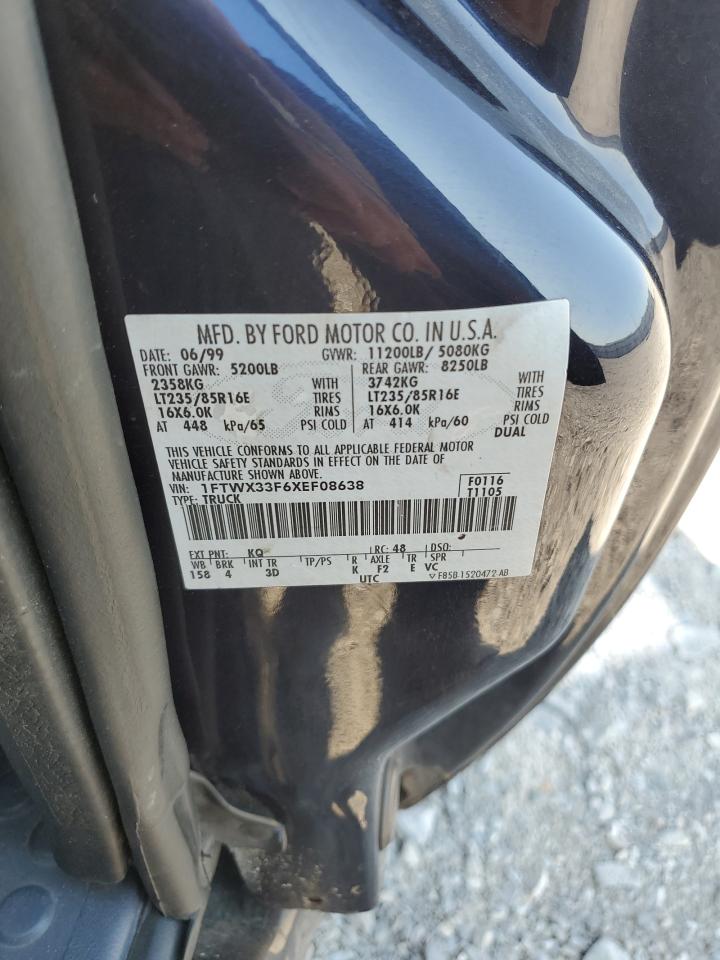 MFD. BY FORD MOTOR CO. IN U.S.A.
DATE: 06/99 GVWR: 11200LB/ 5080KG
FRONT GAWR: 5200LB REAR GAWR: 8250LB
2358KG WITH 3742KG WITH
LT235/85R16E TIRES LT235/85R16E TIRES
16X6.0K RIMS 16X6.0K RIMS
AT 448 kPa/65 PSI COLD AT 414 kPa/60 PSI COLD
DUAL
THIS VEHICLE CONFORMS TO ALL APPLICABLE FEDERAL MOTOR
VEHICLE SAFETY STANDARDS IN EFFECT ON THE DATE OF
MANUFACTURE SHOWN ABOVE.
VIN: 1FTWX33F6XEF08638 F0116
TYPE: TRUCK T1105
EXT PNT: KQ RC: 48 DSO:
WB BRK INT TR TP/PS R AXLE TR SPR
158 4 3D K F2 E VC
UTC F85B 1520472 AB